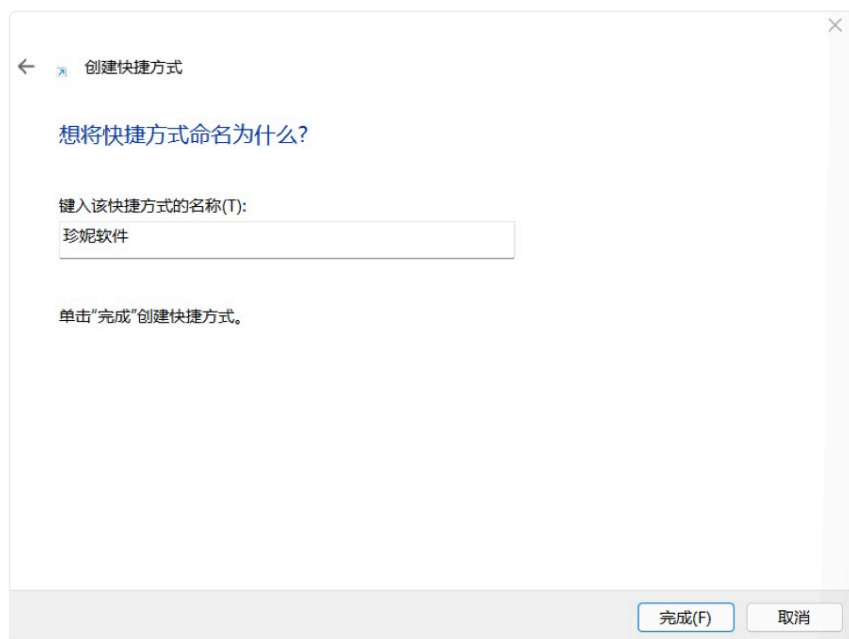 创建快捷方式
想将快捷方式命名为什么?
键入该快捷方式的名称(T):
珍妮软件
单击"完成"创建快捷方式。
完成(F)
取消